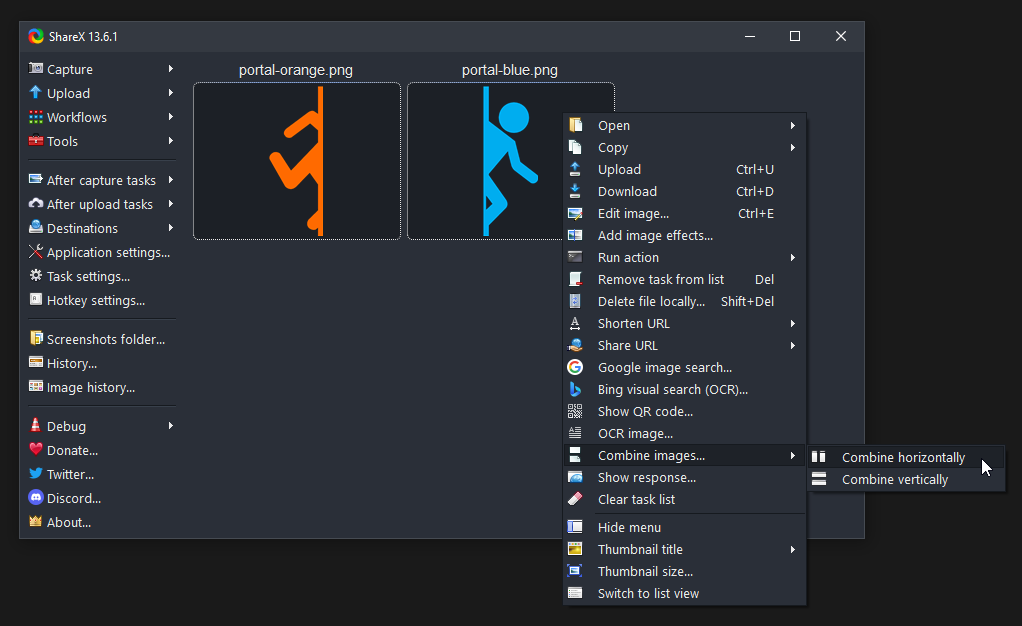 ShareX 13.6.1
Capture
Upload
Workflows
Tools
After capture tasks
After upload tasks
Destinations
Application settings...
Task settings...
Hotkey settings...
Screenshots folder...
History...
Image history...
Debug
Donate...
Twitter...
Discord...
About...
portal-orange.png
portal-blue.png
Open
Copy
Upload Ctrl+U
Download Ctrl+D
Edit image... Ctrl+E
Add image effects...
Run action
Remove task from list Del
Delete file locally... Shift+Del
Shorten URL
Share URL
Google image search...
Bing visual search (OCR)...
Show QR code...
OCR image...
Combine images...
Show response...
Clear task list
Hide menu
Thumbnail title
Thumbnail size...
Switch to list view
Combine horizontally
Combine vertically